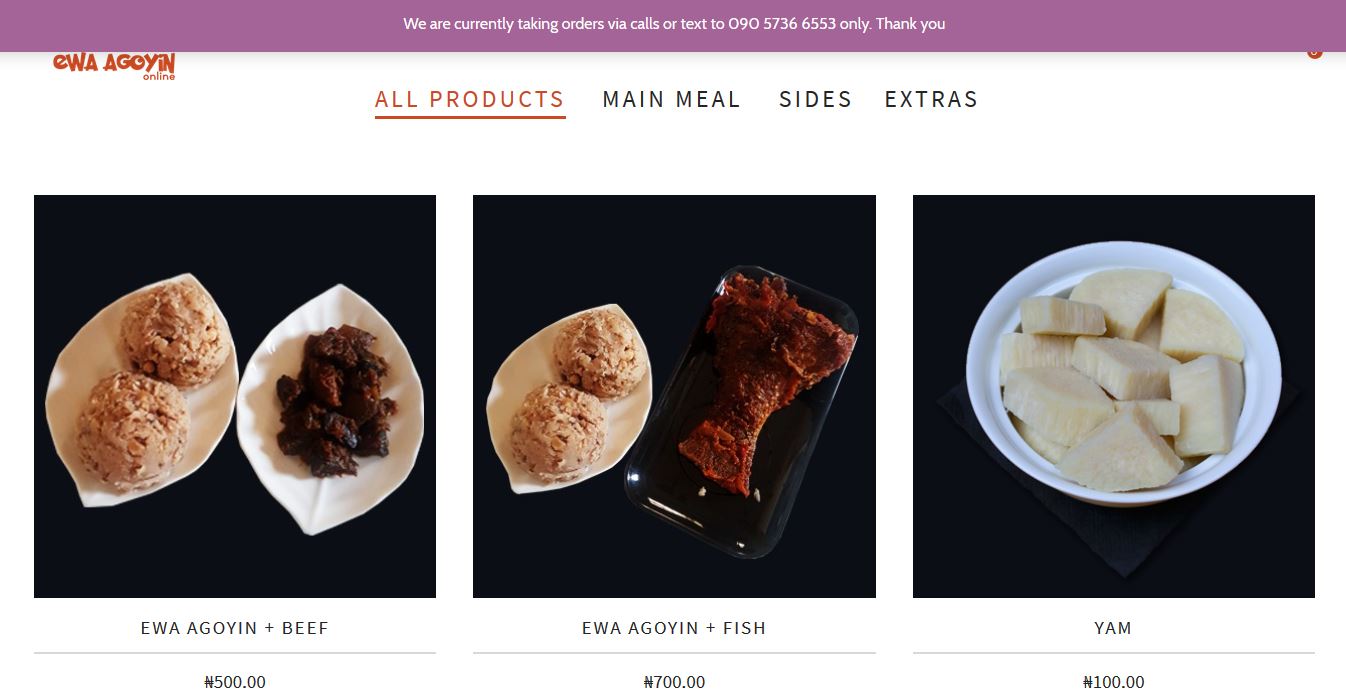 We are currently taking orders via calls or text to 090 5736 6553 only. Thank you
eWA AGOYiN
online
ALL PRODUCTS MAIN MEAL SIDES EXTRAS
EWA AGOYIN + BEEF
EWA AGOYIN + FISH
YAM
₦500.00
₦700.00
₦100.00